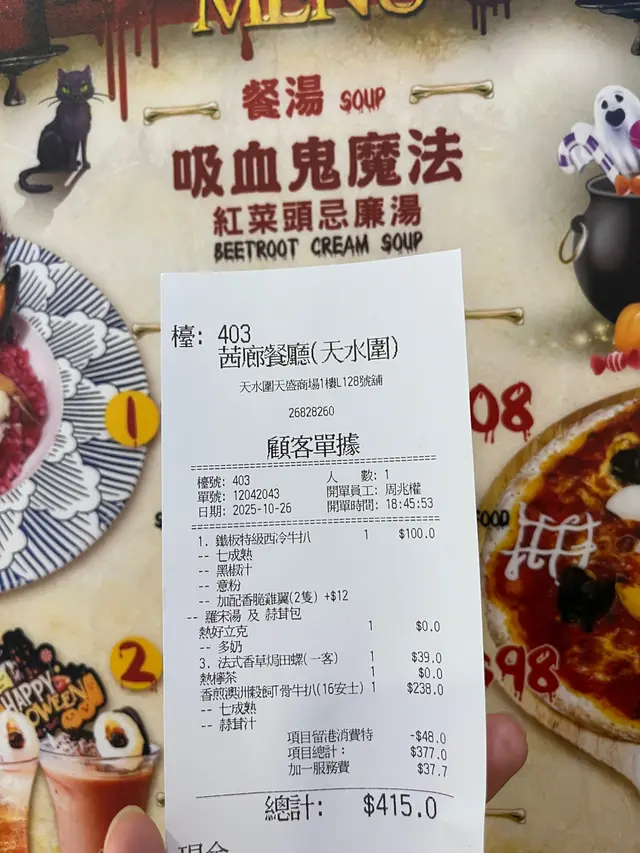 MENU
餐湯 SOUP
吸血鬼魔法
紅菜頭忌廉湯
BEETROOT CREAM SOUP
檯: 403
茜廊餐廳(天水圍)
天水圍天盛商場1樓L128號舖
26828260
顧客單據
檯號: 403 人 數: 1
單號: 12042043 開單員工: 周兆權
日期: 2025-10-26 開單時間: 18:45:53
1. 鐵板特級西冷牛扒 1 $100.0
-- 七成熟
-- 黑椒汁
-- 意粉
-- 加配香脆雞翼(2隻) +$12
-- 羅宋湯 及 蒜茸包
熱好立克 1 $0.0
-- 多奶
3. 法式香草焗田螺(一客) 1 $39.0
熱檸茶 1 $0.0
香煎澳洲穀飼T骨牛扒(16安士) 1 $238.0
-- 七成熟
-- 蒜茸汁
項目留港消費特 -$48.0
項目總計: $377.0
加一服務費 $37.7
總計: $415.0
現金
1
08
OOD
2
HAPPY
$98